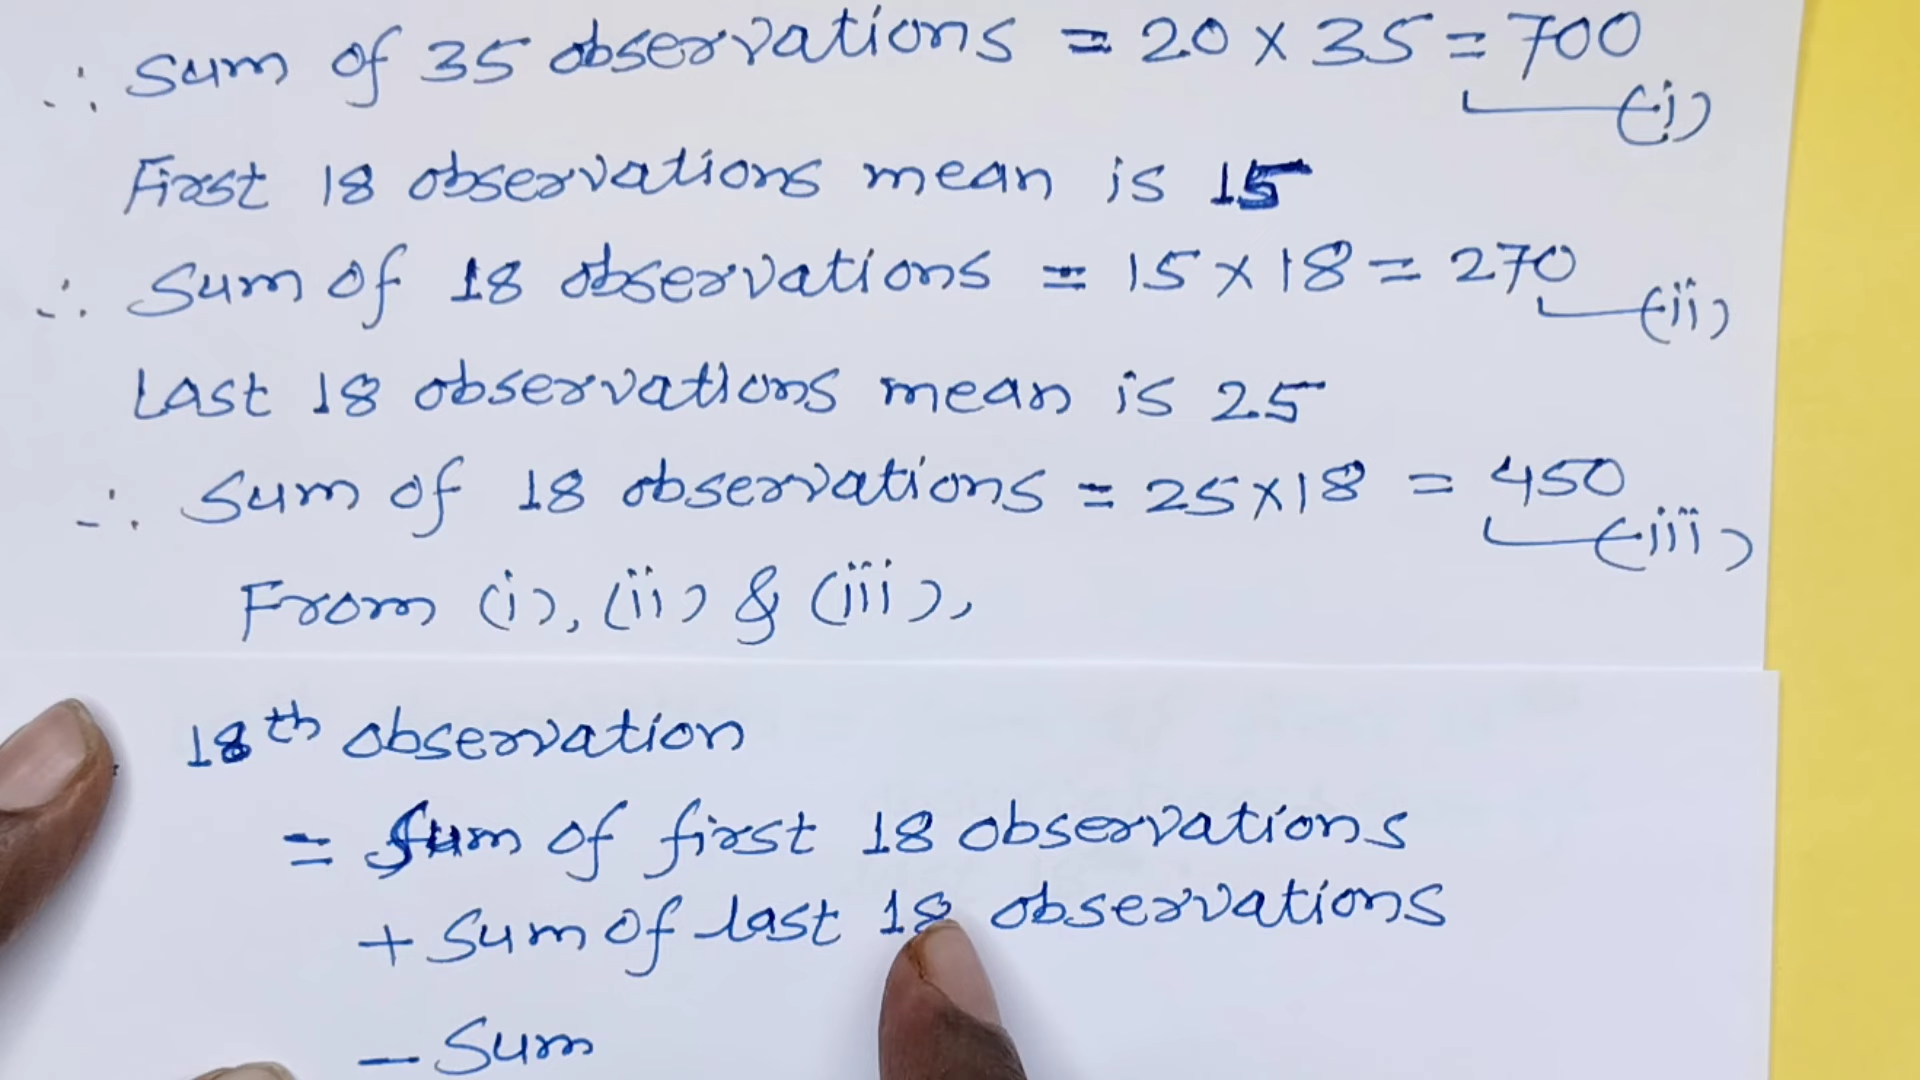 ∴ Sum of 35 observations = 20 × 35 = 700
(i)
First 18 observations mean is 15
∴ Sum of 18 observations = 15 × 18 = 270
(ii)
Last 18 observations mean is 25
∴ Sum of 18 observations = 25 × 18 = 450
(iii)
From (i), (ii) & (iii),
18th observation
= Sum of first 18 observations
+ Sum of last 18 observations
- Sum